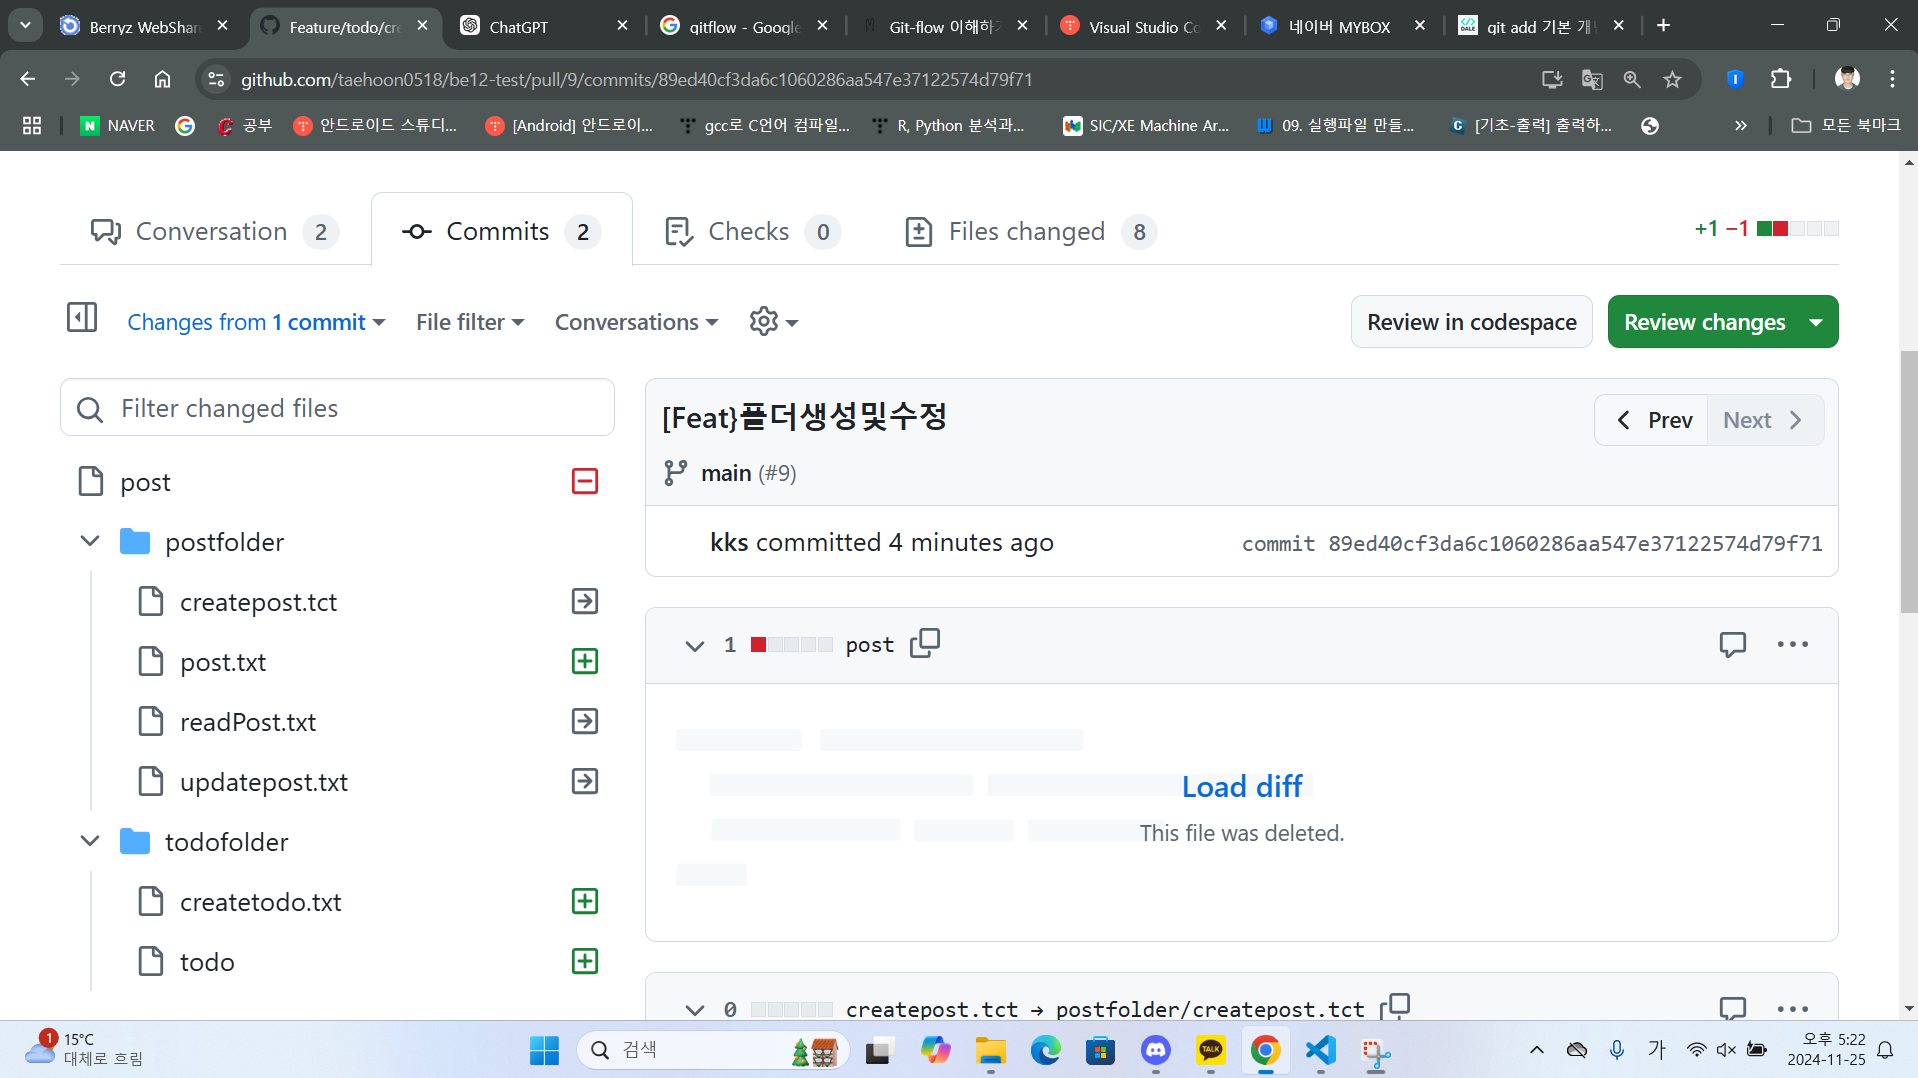 Berryz WebShar
Feature/todo/cre
ChatGPT
gitflow - Google
Git-flow 이해하기
Visual Studio Co
네이버 MYBOX
git add 기본 개념
github.com/taehoon0518/be12-test/pull/9/commits/89ed40cf3da6c1060286aa547e37122574d79f71
NAVER
공부
안드로이드 스튜디...
[Android] 안드로이...
gcc로 C언어 컴파일...
R, Python 분석과...
SIC/XE Machine Ar...
09. 실행파일 만들...
[기초-출력] 출력하...
»
모든 북마크
Conversation 2
Commits 2
Checks 0
Files changed 8
+1 −1
Changes from 1 commit
File filter
Conversations
Review in codespace
Review changes
Filter changed files
post
postfolder
createpost.tct
post.txt
readPost.txt
updatepost.txt
todofolder
createtodo.txt
todo
[Feat}폴더생성및수정
Prev
Next
main (#9)
kks committed 4 minutes ago
commit 89ed40cf3da6c1060286aa547e37122574d79f71
1 post
Load diff
This file was deleted.
0 createpost.tct → postfolder/createpost.tct
1
15°C
대체로 흐림
검색
TALK
가
오후 5:22
2024-11-25